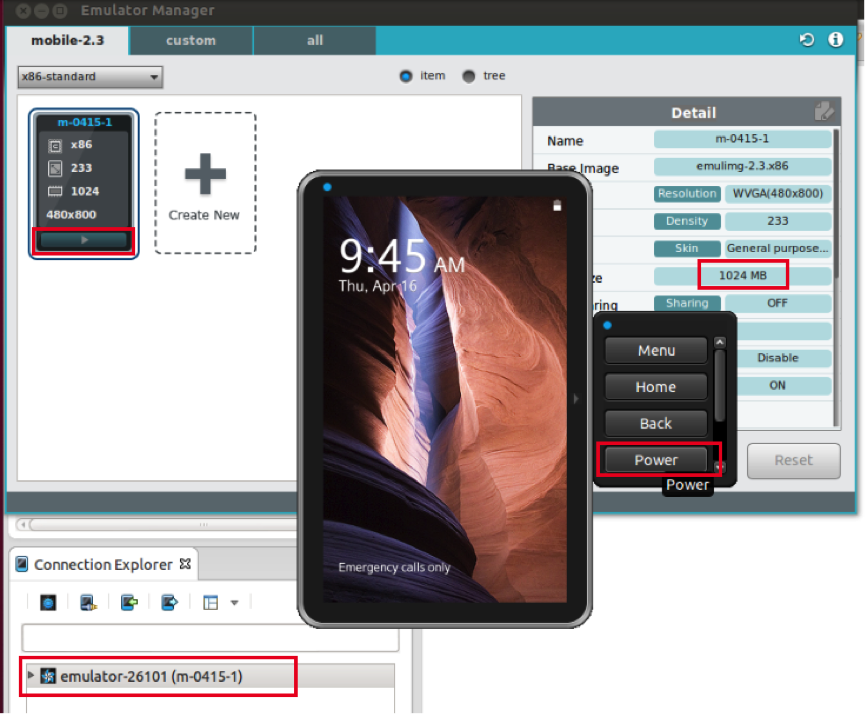 Emulator Manager
mobile-2.3
custom
all
x86-standard
item
tree
m-0415-1
x86
233
1024
480x800
Create New
Detail
Name
m-0415-1
Base Image
emulimg-2.3.x86
Resolution
WVGA(480x800)
Density
233
Skin
General purpose...
ze
1024 MB
ring
Sharing
OFF
Disable
ON
Reset
9:45 AM
Thu, Apr 16
Emergency calls only
Menu
Home
Back
Power
Power
Connection Explorer
emulator-26101 (m-0415-1)